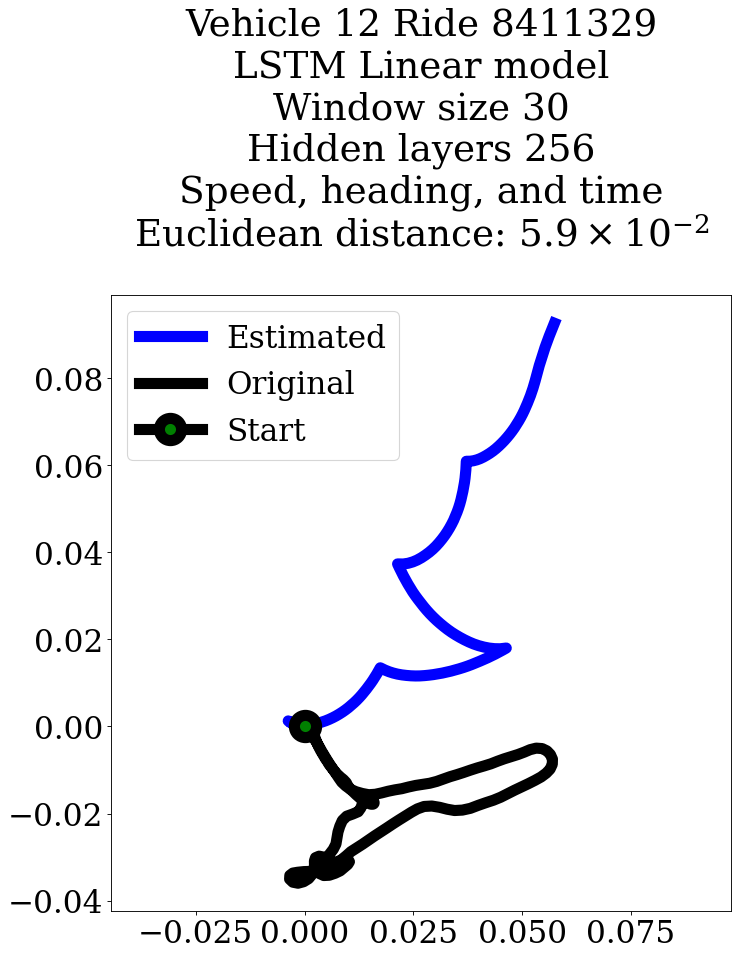 Vehicle 12 Ride 8411329
LSTM Linear model
Window size 30
Hidden layers 256
Speed, heading, and time
Euclidean distance: 5.9 × 10⁻²
Estimated
Original
Start
0.08
0.06
0.04
0.02
0.00
−0.02
−0.04
−0.025 0.000 0.025 0.050 0.075